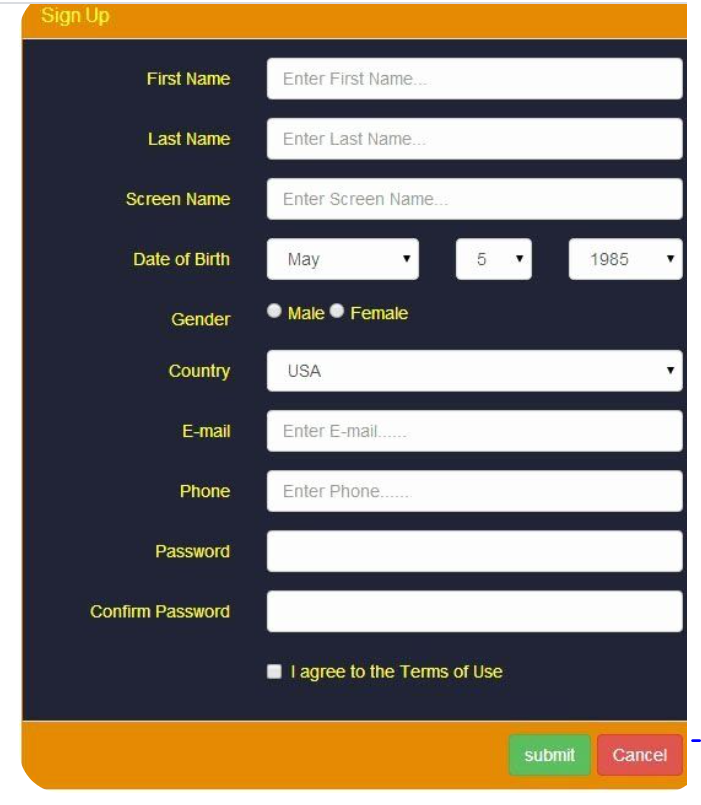 Sign Up
First Name Enter First Name...
Last Name Enter Last Name...
Screen Name Enter Screen Name...
Date of Birth May 5 1985
Gender Male Female
Country USA
E-mail Enter E-mail......
Phone Enter Phone......
Password
Confirm Password
I agree to the Terms of Use
submit Cancel